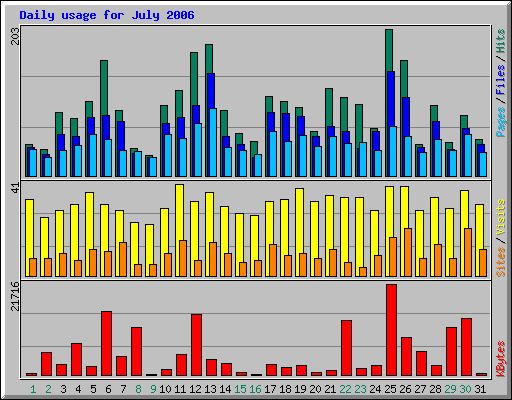 Daily usage for July 2006
203
Pages / Files / Hits
41
Sites / Visits
21716
KBytes
1 2 3 4 5 6 7 8 9 10 11 12 13 14 15 16 17 18 19 20 21 22 23 24 25 26 27 28 29 30 31